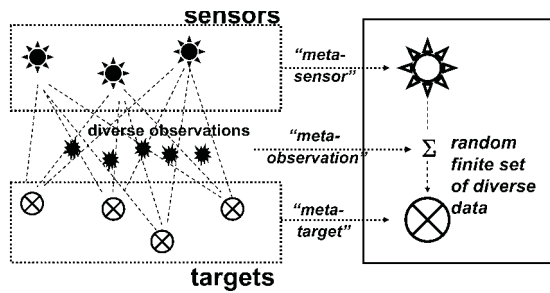 sensors
“meta-
sensor”
diverse observations
“meta-
observation”
Σ
random
finite set
of diverse
data
“meta-
target”
targets